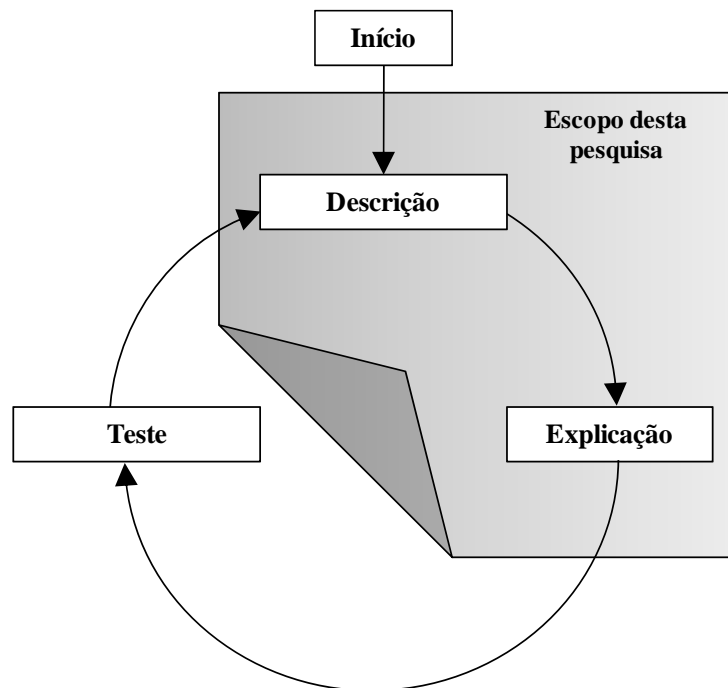 Início
Escopo desta
pesquisa
Descrição
Teste
Explicação